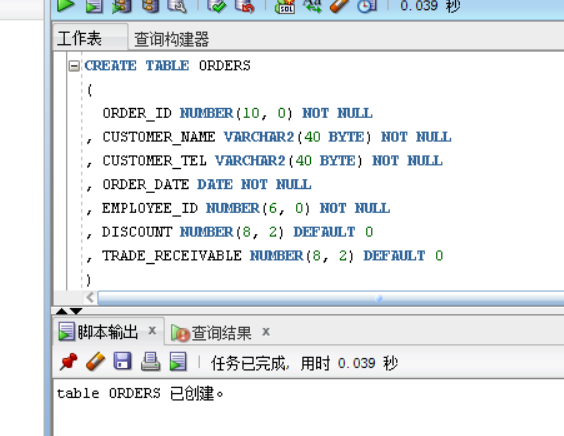 0.039 秒
工作表 查询构建器
CREATE TABLE ORDERS
(
ORDER_ID NUMBER(10, 0) NOT NULL
, CUSTOMER_NAME VARCHAR2(40 BYTE) NOT NULL
, CUSTOMER_TEL VARCHAR2(40 BYTE) NOT NULL
, ORDER_DATE DATE NOT NULL
, EMPLOYEE_ID NUMBER(6, 0) NOT NULL
, DISCOUNT NUMBER(8, 2) DEFAULT 0
, TRADE_RECEIVABLE NUMBER(8, 2) DEFAULT 0
)
脚本输出 × 查询结果 ×
任务已完成, 用时 0.039 秒
table ORDERS 已创建。